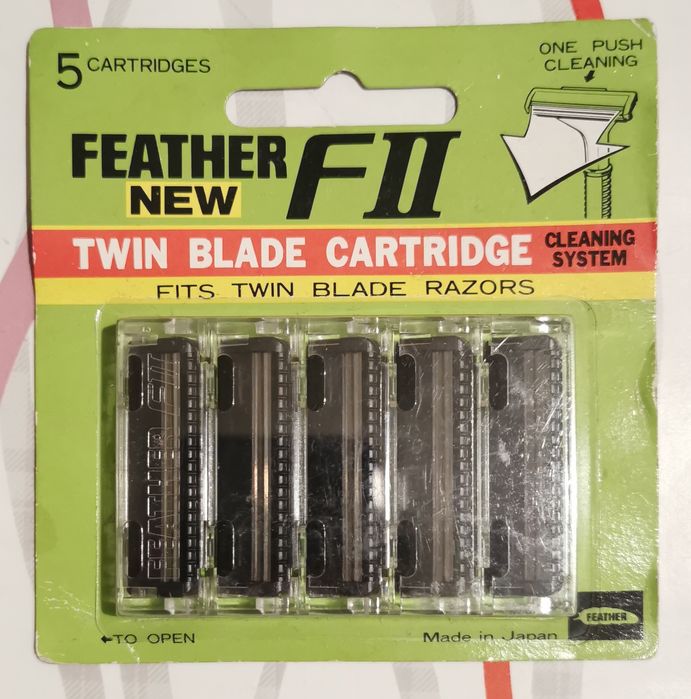 5 CARTRIDGES
ONE PUSH
CLEANING
FEATHER FII
NEW
TWIN BLADE CARTRIDGE
CLEANING
SYSTEM
FITS TWIN BLADE RAZORS
FEATHER FII
←TO OPEN
Made in Japan
FEATHER